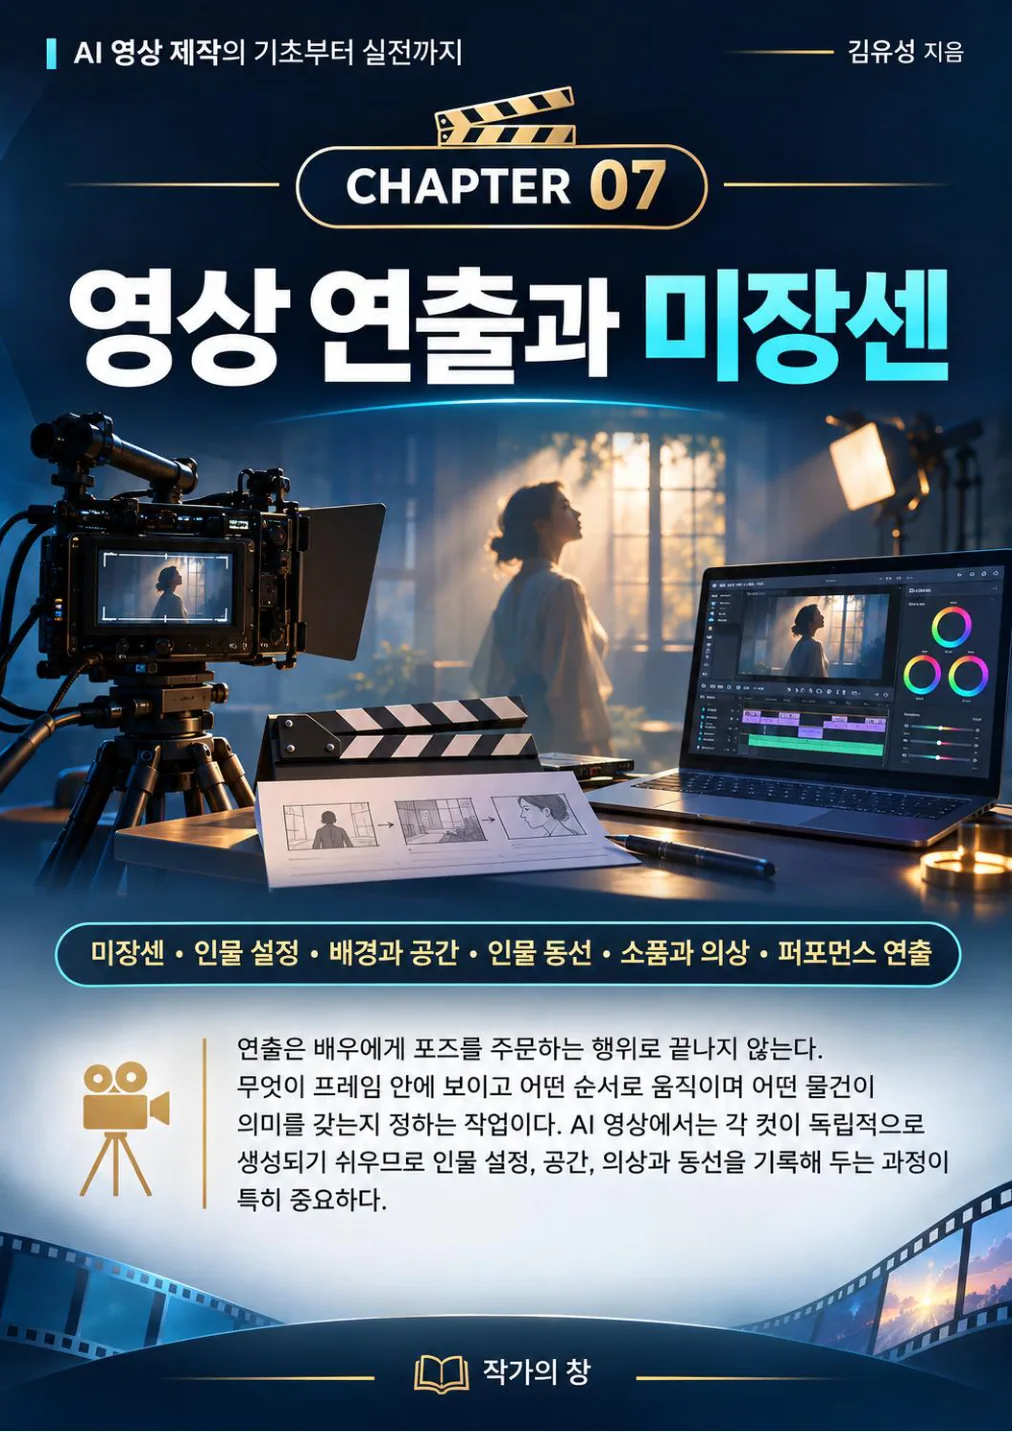 AI 영상 제작의 기초부터 실전까지
김유성 지음
CHAPTER 07
영상 연출과 미장센
미장센 • 인물 설정 • 배경과 공간 • 인물 동선 • 소품과 의상 • 퍼포먼스 연출
연출은 배우에게 포즈를 주문하는 행위로 끝나지 않는다.
무엇이 프레임 안에 보이고 어떤 순서로 움직이며 어떤 물건이
의미를 갖는지 정하는 작업이다. AI 영상에서는 각 컷이 독립적으로
생성되기 쉬우므로 인물 설정, 공간, 의상과 동선을 기록해 두는 과정이
특히 중요하다.
작가의 창